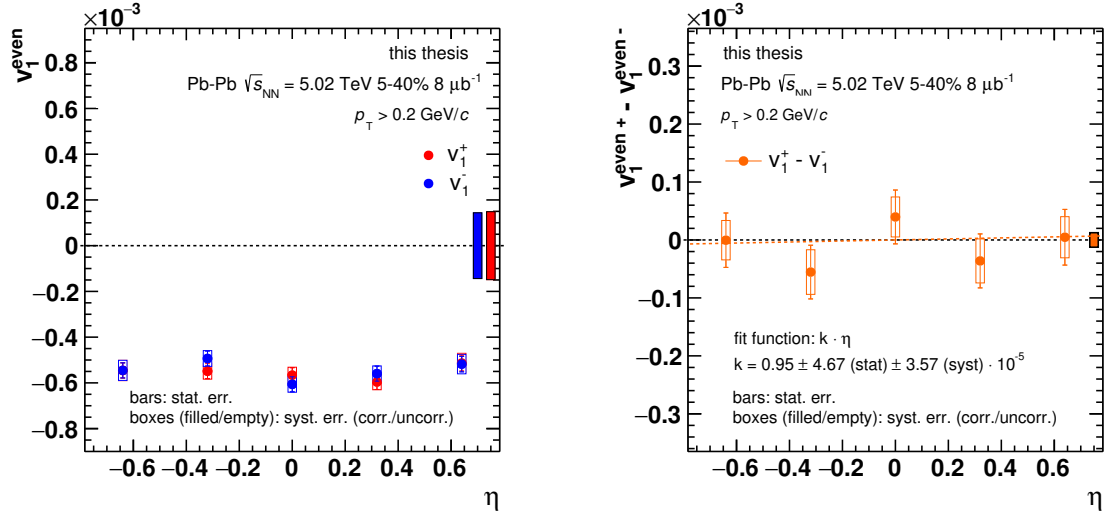 ×10⁻³
v₁^even
0.8
0.6
0.4
0.2
0
−0.2
−0.4
−0.6
−0.8
this thesis
Pb-Pb √s_NN = 5.02 TeV 5-40% 8 μb⁻¹
p_T > 0.2 GeV/c
v₁⁺
v₁⁻
bars: stat. err.
boxes (filled/empty): syst. err. (corr./uncorr.)
−0.6 −0.4 −0.2 0 0.2 0.4 0.6
η
×10⁻³
v₁^even + - v₁^even -
0.3
0.2
0.1
0
−0.1
−0.2
−0.3
this thesis
Pb-Pb √s_NN = 5.02 TeV 5-40% 8 μb⁻¹
p_T > 0.2 GeV/c
v₁⁺ - v₁⁻
fit function: k · η
k = 0.95 ± 4.67 (stat) ± 3.57 (syst) · 10⁻⁵
bars: stat. err.
boxes (filled/empty): syst. err. (corr./uncorr.)
−0.6 −0.4 −0.2 0 0.2 0.4 0.6
η